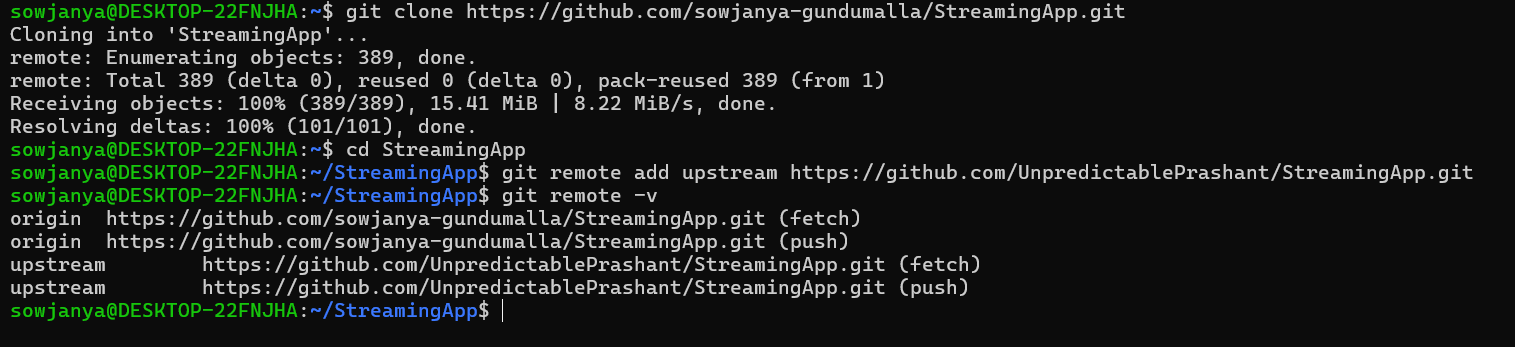 sowjanya@DESKTOP-22FNJHA:~$ git clone https://github.com/sowjanya-gundumalla/StreamingApp.git
Cloning into 'StreamingApp'...
remote: Enumerating objects: 389, done.
remote: Total 389 (delta 0), reused 0 (delta 0), pack-reused 389 (from 1)
Receiving objects: 100% (389/389), 15.41 MiB | 8.22 MiB/s, done.
Resolving deltas: 100% (101/101), done.
sowjanya@DESKTOP-22FNJHA:~$ cd StreamingApp
sowjanya@DESKTOP-22FNJHA:~/StreamingApp$ git remote add upstream https://github.com/UnpredictablePrashant/StreamingApp.git
sowjanya@DESKTOP-22FNJHA:~/StreamingApp$ git remote -v
origin  https://github.com/sowjanya-gundumalla/StreamingApp.git (fetch)
origin  https://github.com/sowjanya-gundumalla/StreamingApp.git (push)
upstream        https://github.com/UnpredictablePrashant/StreamingApp.git (fetch)
upstream        https://github.com/UnpredictablePrashant/StreamingApp.git (push)
sowjanya@DESKTOP-22FNJHA:~/StreamingApp$